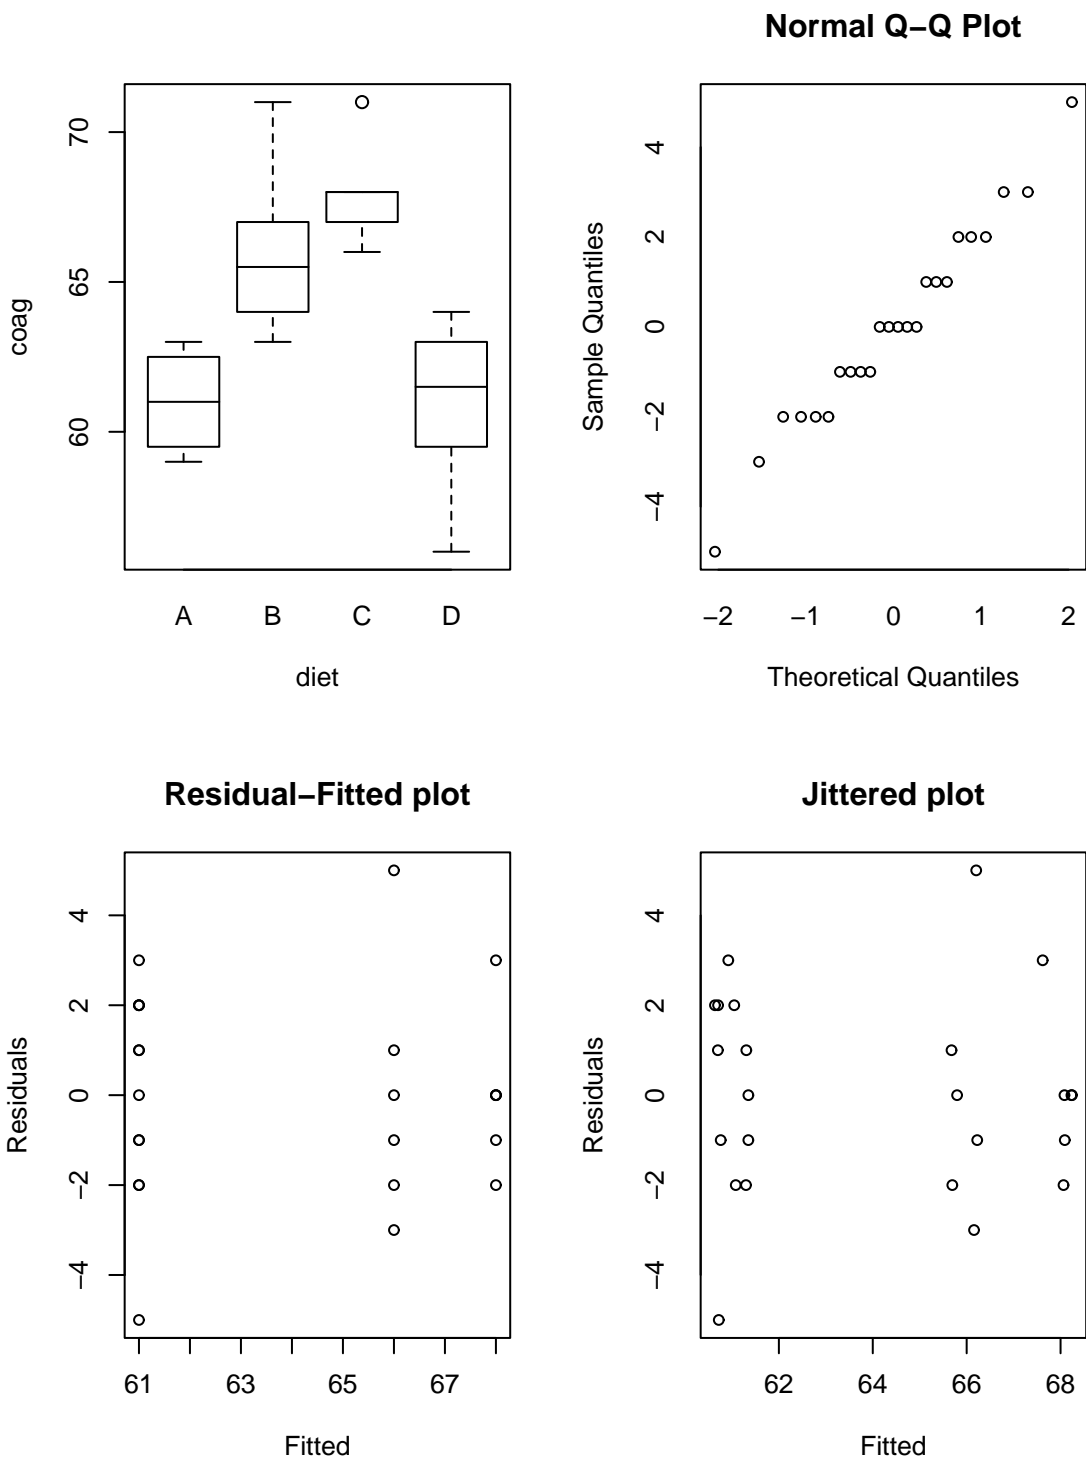 Normal Q−Q Plot
coag
60 65 70
A B C D
diet
Sample Quantiles
−4 −2 0 2 4
−2 −1 0 1 2
Theoretical Quantiles
Residual−Fitted plot
Residuals
−4 −2 0 2 4
61 63 65 67
Fitted
Jittered plot
Residuals
−4 −2 0 2 4
62 64 66 68
Fitted